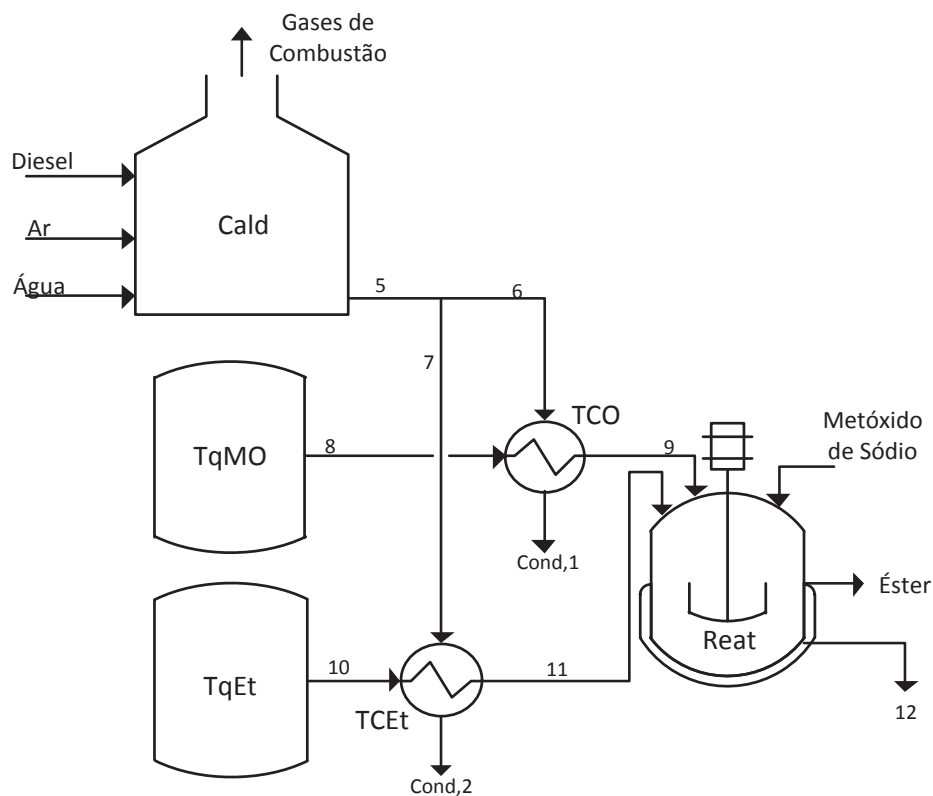 Gases de
Combustão
Diesel
Ar
Água
Cald
5
6
7
TqMO
8
TCO
9
Metóxido
de Sódio
Cond,1
Éster
Reat
TqEt
10
TCEt
11
12
Cond,2